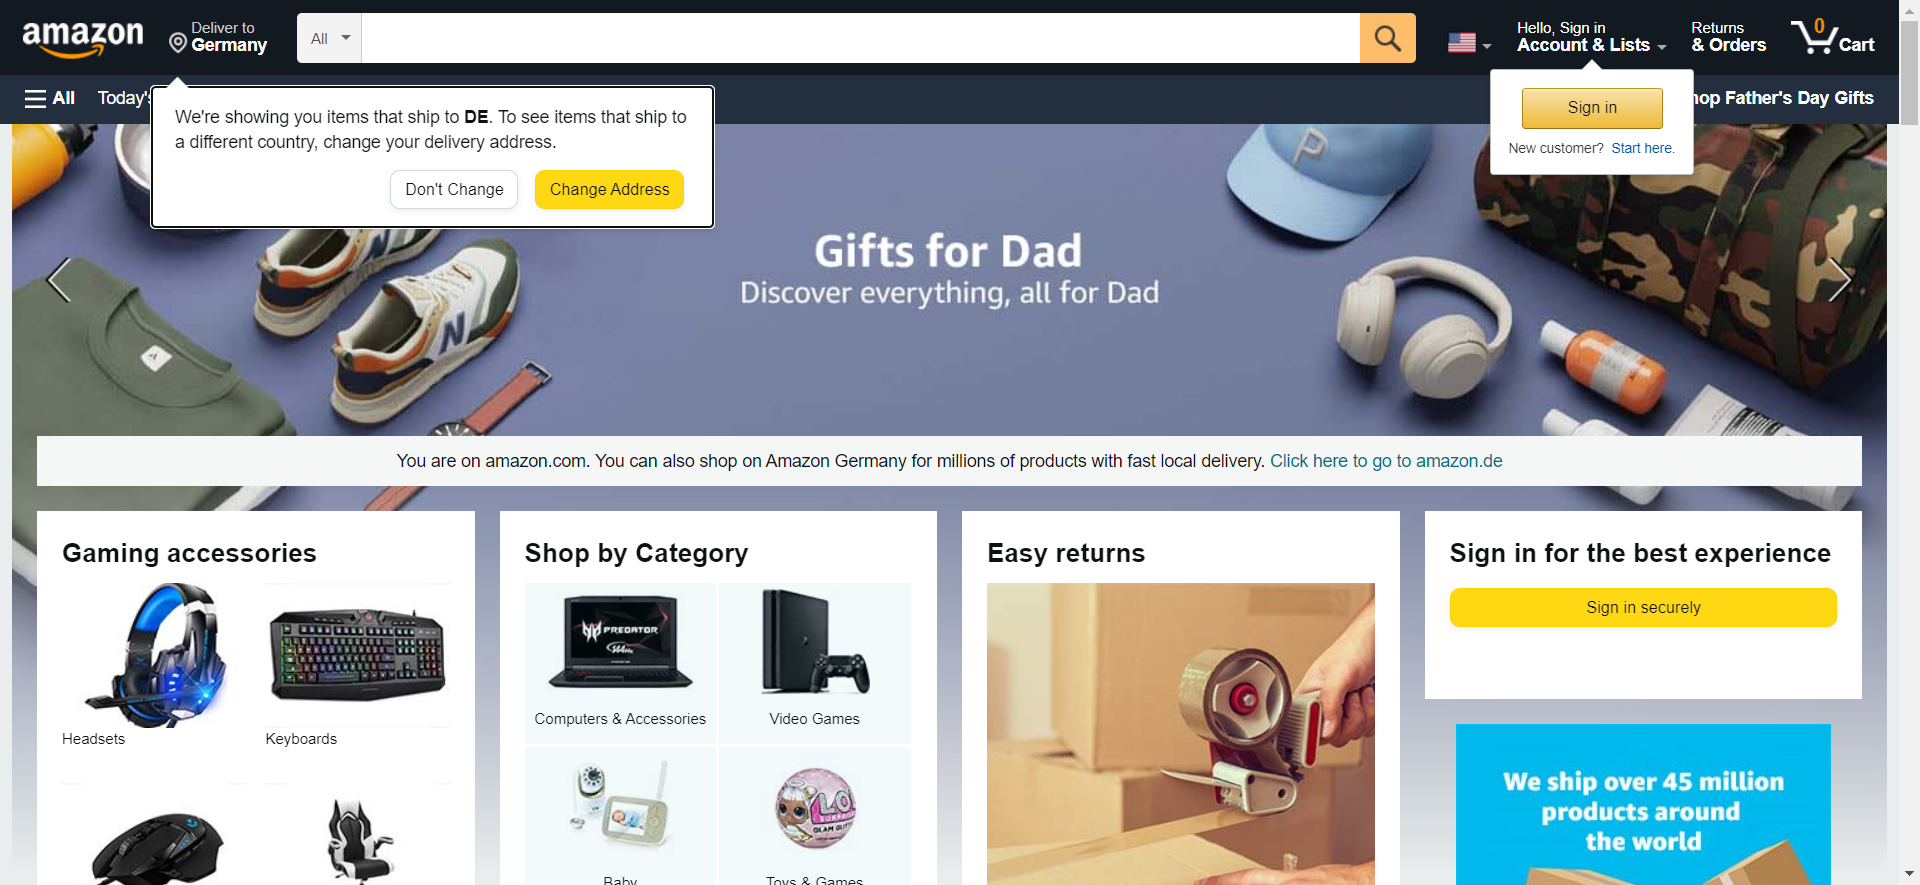 amazon
Deliver to
Germany
All
Hello, Sign in
Account & Lists
Returns
& Orders
0
Cart
All
Today's
hop Father's Day Gifts
We're showing you items that ship to DE. To see items that ship to
a different country, change your delivery address.
Don't Change
Change Address
Sign in
New customer? Start here.
Gifts for Dad
Discover everything, all for Dad
You are on amazon.com. You can also shop on Amazon Germany for millions of products with fast local delivery. Click here to go to amazon.de
Gaming accessories
Headsets
Keyboards
Shop by Category
PREDATOR
144Hz
Computers & Accessories
Video Games
L.O.L.
SURPRISE
GLAM GLITTER
Baby
Toys & Games
Easy returns
Sign in for the best experience
Sign in securely
We ship over 45 million
products around
the world